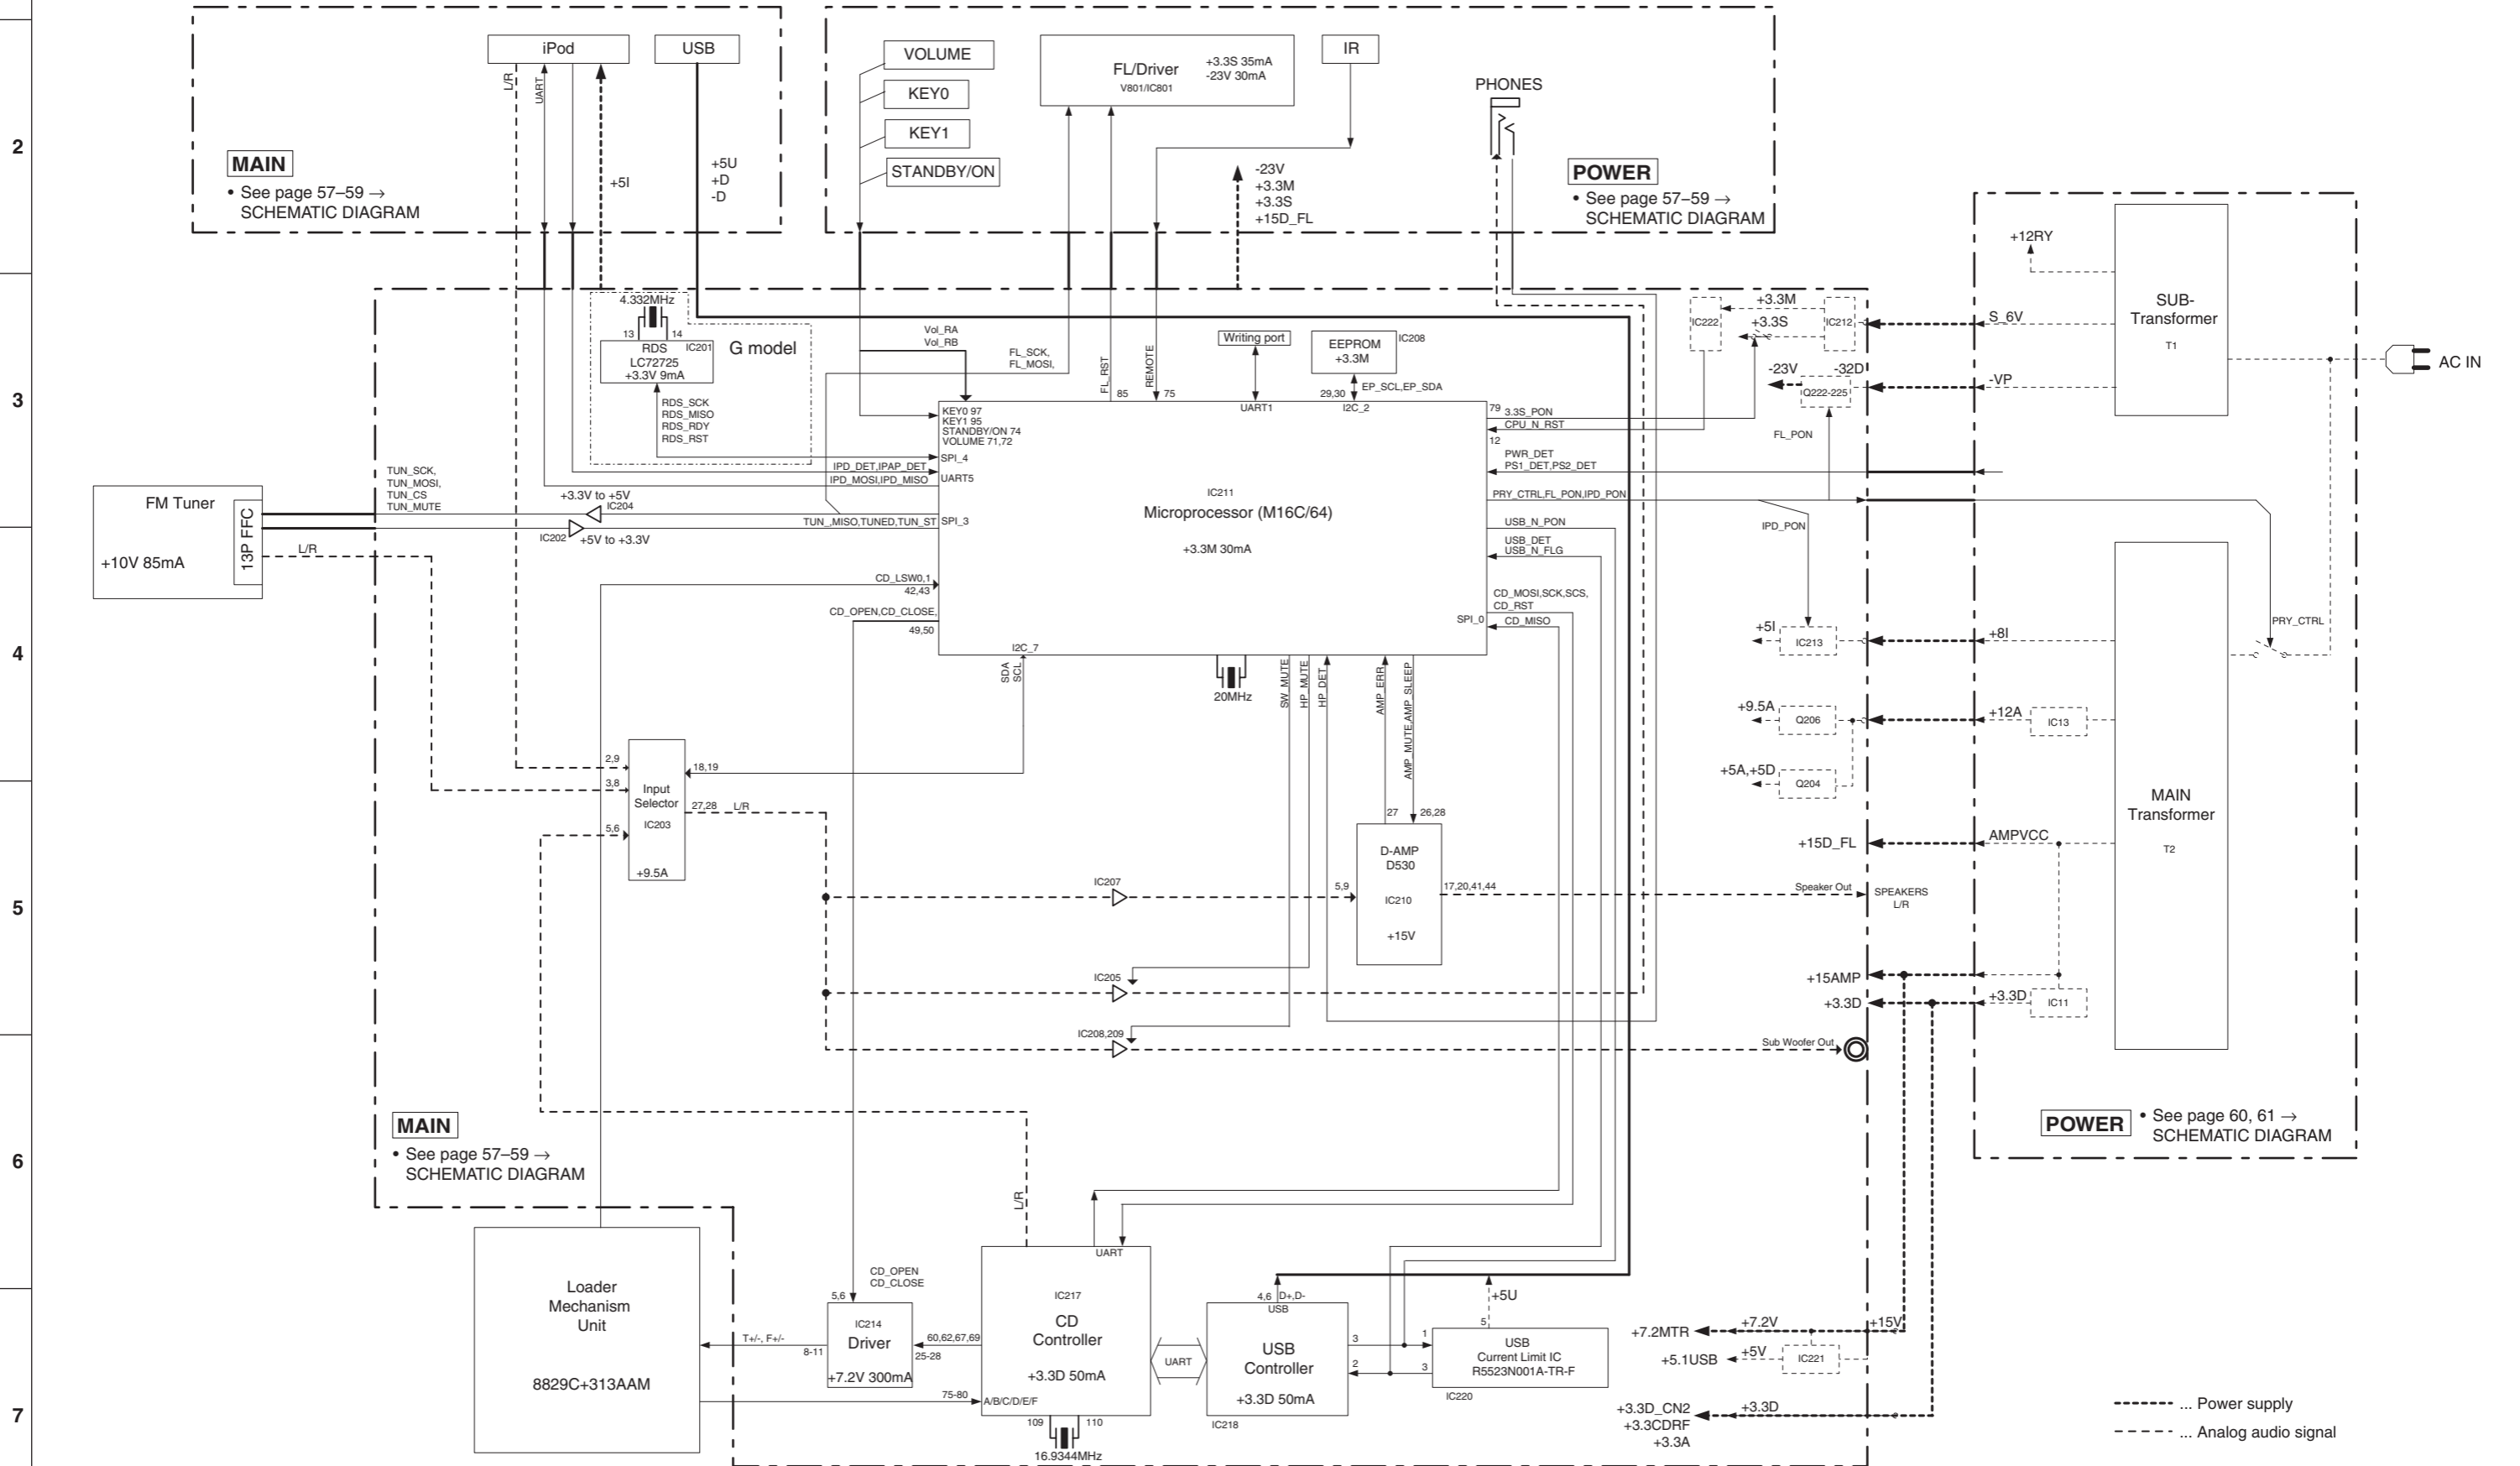 2
3
4
5
6
7
iPod
USB
L/R
UART
+5I
+5U
+D
-D
MAIN
• See page 57–59 →
SCHEMATIC DIAGRAM
VOLUME
KEY0
KEY1
STANDBY/ON
FL/Driver
V801/IC801
+3.3S 35mA
-23V 30mA
IR
PHONES
-23V
+3.3M
+3.3S
+15D_FL
POWER
• See page 57–59 →
SCHEMATIC DIAGRAM
4.332MHz
13
14
RDS
IC201
LC72725
+3.3V 9mA
G model
RDS_SCK
RDS_MISO
RDS_RDY
RDS_RST
Vol_RA
Vol_RB
FL_SCK,
FL_MOSI,
FL_RST
85
REMOTE
75
Writing port
UART1
EEPROM
+3.3M
IC208
EP_SCL,EP_SDA
29,30
I2C_2
KEY0 97
KEY1 95
STANDBY/ON 74
VOLUME 71,72
SPI_4
IPD_DET,IPAP_DET
IPD_MOSI,IPD_MISO
UART5
TUN_,MISO,TUNED,TUN_ST
SPI_3
CD_LSW0,1
42,43
CD_OPEN,CD_CLOSE,
49,50
I2C_7
SDA
SCL
IC211
Microprocessor (M16C/64)
+3.3M 30mA
79
3.3S_PON
CPU_N_RST
12
PWR_DET
PS1_DET,PS2_DET
PRY_CTRL,FL_PON,IPD_PON
USB_N_PON
USB_DET
USB_N_FLG
CD_MOSI,SCK,SCS,
CD_RST
SPI_0
CD_MISO
20MHz
SW_MUTE
HP_MUTE
HP_DET
AMP_ERR
AMP_MUTE,AMP_SLEEP
FM Tuner
13P FFC
+10V 85mA
TUN_SCK,
TUN_MOSI,
TUN_CS
TUN_MUTE
+3.3V to +5V
IC204
IC202
+5V to +3.3V
L/R
2,9
3,8
5,6
Input
Selector
IC203
+9.5A
18,19
27,28
L/R
IC207
IC205
IC208,209
27
26,28
D-AMP
D530
IC210
+15V
5,9
17,20,41,44
Speaker Out
SPEAKERS
L/R
Sub Woofer Out
IC222
+3.3M
+3.3S
IC212
-23V
-32D
Q222-225
FL_PON
IPD_PON
+5I
IC213
+9.5A
Q206
+5A,+5D
Q204
+15D_FL
+15AMP
+3.3D
+12RY
S_6V
-VP
SUB-
Transformer
T1
AC IN
PRY_CTRL
+8I
+12A
IC13
AMPVCC
+3.3D
IC11
MAIN
Transformer
T2
POWER
• See page 60, 61 →
SCHEMATIC DIAGRAM
MAIN
• See page 57–59 →
SCHEMATIC DIAGRAM
Loader
Mechanism
Unit
8829C+313AAM
T+/-, F+/-
8-11
75-80
CD_OPEN
CD_CLOSE
5,6
IC214
Driver
+7.2V 300mA
60,62,67,69
25-28
L/R
UART
IC217
CD
Controller
+3.3D 50mA
A/B/C/D/E/F
109
110
16.9344MHz
UART
4,6
D+,D-
USB
USB
Controller
+3.3D 50mA
IC218
3
2
1
3
5
+5U
USB
Current Limit IC
R5523N001A-TR-F
IC220
+7.2MTR
+7.2V
+15V
+5.1USB
+5V
IC221
+3.3D_CN2
+3.3CDRF
+3.3A
+3.3D
... Power supply
... Analog audio signal